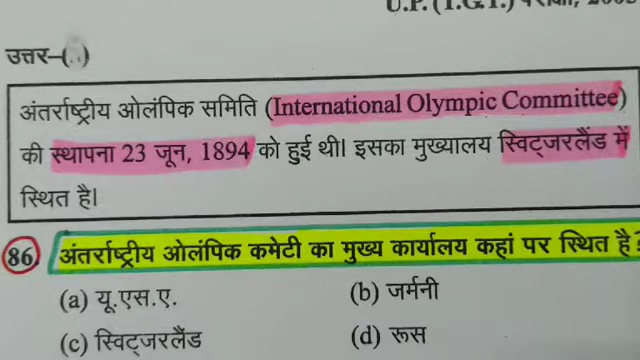 U.P. (T.G.T.) परीक्षा,
उत्तर–( )
अंतर्राष्ट्रीय ओलंपिक समिति (International Olympic Committee)
की स्थापना 23 जून, 1894 को हुई थी। इसका मुख्यालय स्विट्जरलैंड में
स्थित है।
86. अंतर्राष्ट्रीय ओलंपिक कमेटी का मुख्य कार्यालय कहां पर स्थित है?
(a) यू.एस.ए. (b) जर्मनी
(c) स्विट्जरलैंड (d) रूस